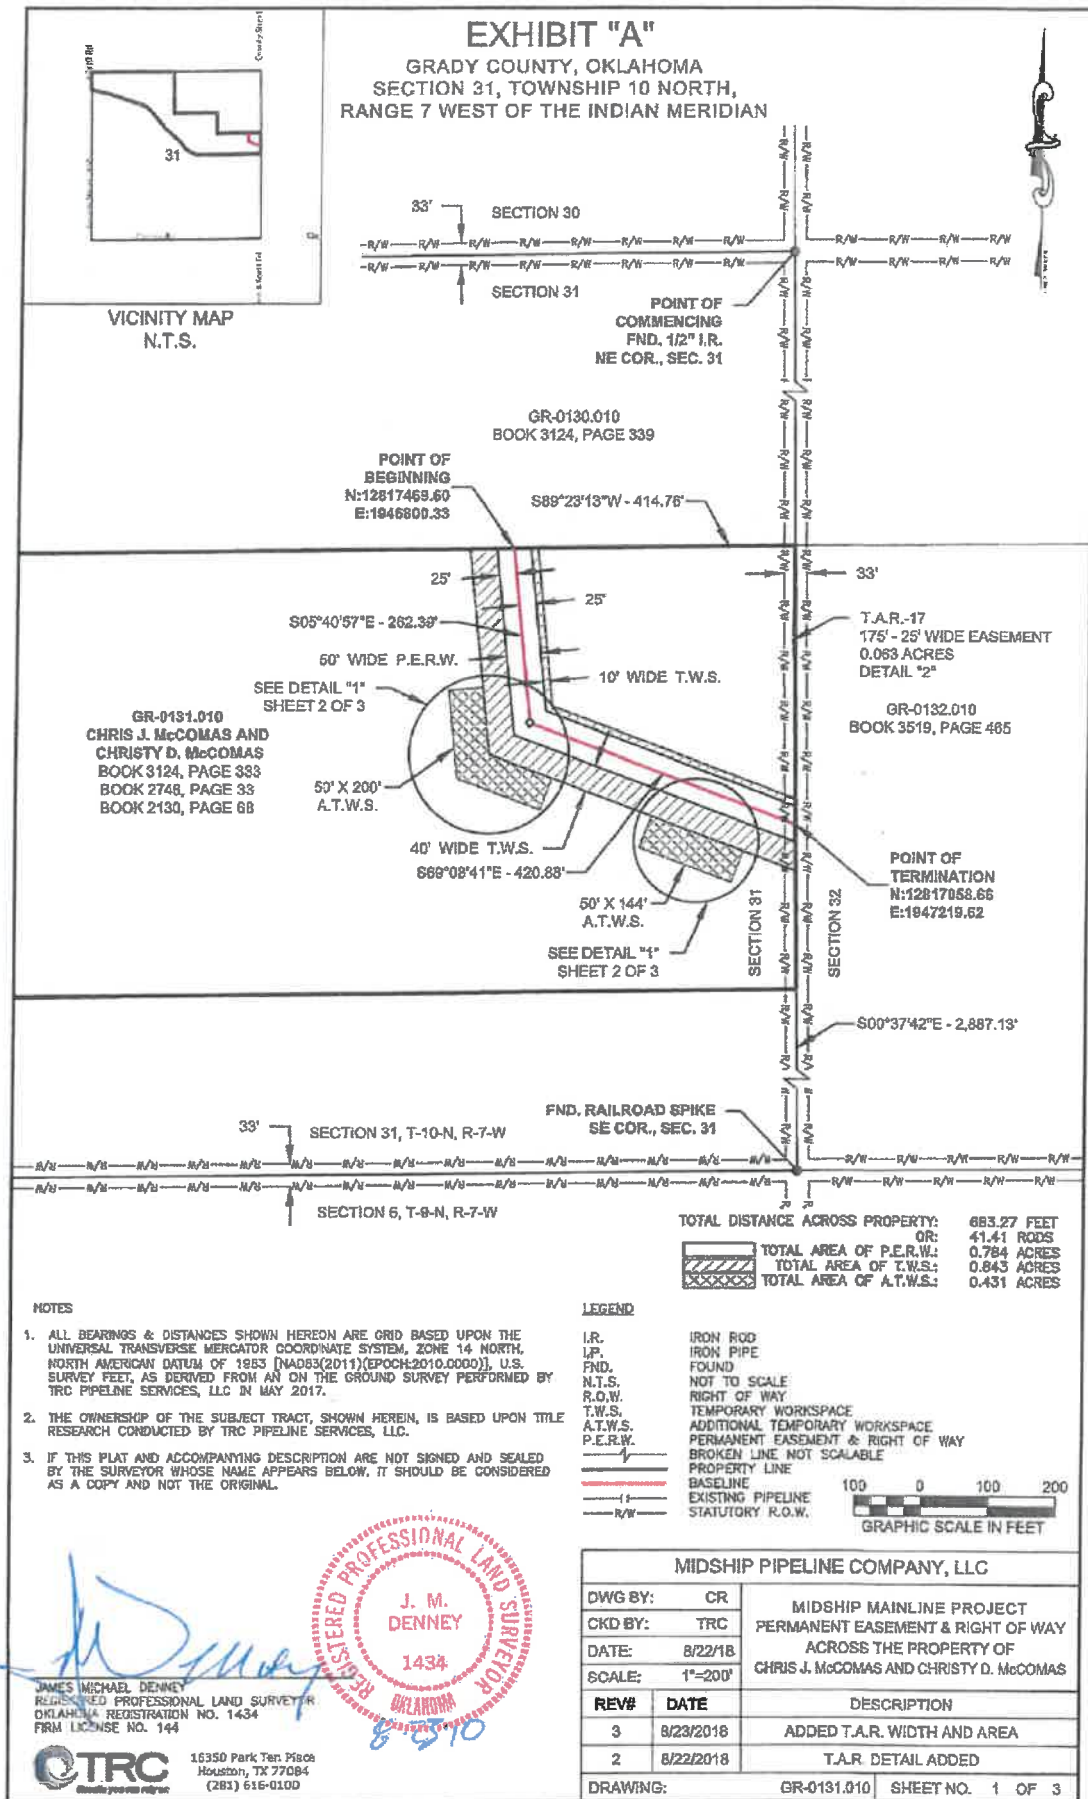 EXHIBIT "A"
GRADY COUNTY, OKLAHOMA
SECTION 31, TOWNSHIP 10 NORTH,
RANGE 7 WEST OF THE INDIAN MERIDIAN
31
VICINITY MAP
N.T.S.
33'
SECTION 30
SECTION 31
POINT OF
COMMENCING
FND. 1/2" I.R.
NE COR., SEC. 31
GR-0130.010
BOOK 3124, PAGE 339
POINT OF
BEGINNING
N:12817469.60
E:1946800.33
S89°23'13"W - 414.76'
25'
25'
33'
S05°40'57"E - 262.39'
50' WIDE P.E.R.W.
10' WIDE T.W.S.
SEE DETAIL "1"
SHEET 2 OF 3
T.A.R.-17
175' - 25' WIDE EASEMENT
0.063 ACRES
DETAIL "2"
GR-0131.010
CHRIS J. McCOMAS AND
CHRISTY D. McCOMAS
BOOK 3124, PAGE 333
BOOK 2748, PAGE 33
BOOK 2130, PAGE 68
GR-0132.010
BOOK 3519, PAGE 465
50' X 200'
A.T.W.S.
40' WIDE T.W.S.
S69°08'41"E - 420.88'
50' X 144'
A.T.W.S.
SEE DETAIL "1"
SHEET 2 OF 3
POINT OF
TERMINATION
N:12817058.66
E:1947219.62
SECTION 31
SECTION 32
S00°37'42"E - 2,887.13'
FND. RAILROAD SPIKE
SE COR., SEC. 31
33'
SECTION 31, T-10-N, R-7-W
SECTION 6, T-9-N, R-7-W
TOTAL DISTANCE ACROSS PROPERTY: 683.27 FEET
OR: 41.41 RODS
TOTAL AREA OF P.E.R.W.: 0.784 ACRES
TOTAL AREA OF T.W.S.: 0.843 ACRES
TOTAL AREA OF A.T.W.S.: 0.431 ACRES
NOTES
1. ALL BEARINGS & DISTANCES SHOWN HEREON ARE GRID BASED UPON THE
UNIVERSAL TRANSVERSE MERCATOR COORDINATE SYSTEM, ZONE 14 NORTH,
NORTH AMERICAN DATUM OF 1983 [NAD83(2011)(EPOCH:2010.0000)], U.S.
SURVEY FEET, AS DERIVED FROM AN ON THE GROUND SURVEY PERFORMED BY
TRC PIPELINE SERVICES, LLC IN MAY 2017.
2. THE OWNERSHIP OF THE SUBJECT TRACT, SHOWN HEREIN, IS BASED UPON TITLE
RESEARCH CONDUCTED BY TRC PIPELINE SERVICES, LLC.
3. IF THIS PLAT AND ACCOMPANYING DESCRIPTION ARE NOT SIGNED AND SEALED
BY THE SURVEYOR WHOSE NAME APPEARS BELOW, IT SHOULD BE CONSIDERED
AS A COPY AND NOT THE ORIGINAL.
LEGEND
I.R. IRON ROD
I.P. IRON PIPE
FND. FOUND
N.T.S. NOT TO SCALE
R.O.W. RIGHT OF WAY
T.W.S. TEMPORARY WORKSPACE
A.T.W.S. ADDITIONAL TEMPORARY WORKSPACE
P.E.R.W. PERMANENT EASEMENT & RIGHT OF WAY
BROKEN LINE NOT SCALABLE
PROPERTY LINE
BASELINE
EXISTING PIPELINE
R/W STATUTORY R.O.W.
100 0 100 200
GRAPHIC SCALE IN FEET
REGISTERED PROFESSIONAL LAND SURVEYOR
J. M.
DENNEY
1434
OKLAHOMA
JAMES MICHAEL DENNEY
REGISTERED PROFESSIONAL LAND SURVEYOR
OKLAHOMA REGISTRATION NO. 1434
FIRM LICENSE NO. 144
TRC
16350 Park Ten Place
Houston, TX 77084
(281) 616-0100
MIDSHIP PIPELINE COMPANY, LLC
DWG BY: CR
CKD BY: TRC
DATE: 8/22/18
SCALE: 1"=200'
MIDSHIP MAINLINE PROJECT
PERMANENT EASEMENT & RIGHT OF WAY
ACROSS THE PROPERTY OF
CHRIS J. McCOMAS AND CHRISTY D. McCOMAS
REV# DATE DESCRIPTION
3 8/23/2018 ADDED T.A.R. WIDTH AND AREA
2 8/22/2018 T.A.R. DETAIL ADDED
DRAWING: GR-0131.010 SHEET NO. 1 OF 3